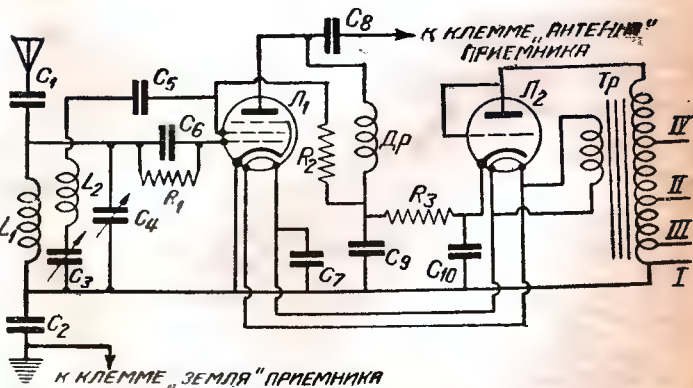 C8
К КЛЕММЕ „АНТЕННА"
ПРИЕМНИКА
C1
C5
Л1
Л2
Тр
C6
R2
Др
IV
L2
R1
R3
II
L1
C4
III
C3
C7
C9
C10
I
C2
К КЛЕММЕ „ЗЕМЛЯ" ПРИЕМНИКА